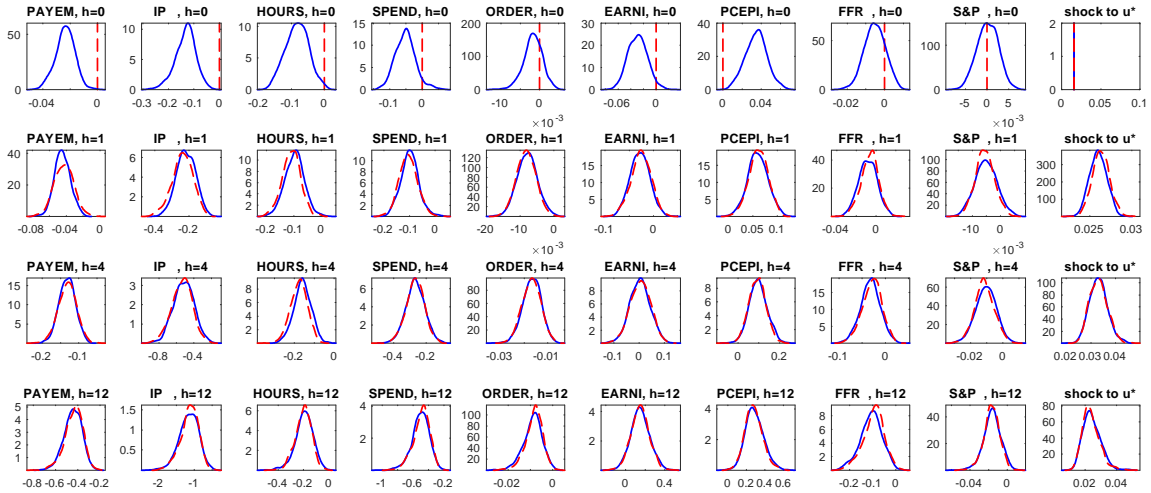 PAYEM, h=0 IP , h=0 HOURS, h=0 SPEND, h=0 ORDER, h=0 EARNI, h=0 PCEPI, h=0 FFR , h=0 S&P , h=0 shock to u*
50 10 10 10 200 20 40 50 100 2
5 5 5 100 10 20 1
0 0 0 0 0 0 0 0 0 0
-0.04 0 -0.3 -0.2 -0.1 0 -0.2 -0.1 0 -0.1 0 -10 -5 0 -0.06 0 0 0.04 -0.02 0 -5 0 5 0 0.05 0.1
×10⁻³ ×10⁻³
PAYEM, h=1 IP , h=1 HOURS, h=1 SPEND, h=1 ORDER, h=1 EARNI, h=1 PCEPI, h=1 FFR , h=1 S&P , h=1 shock to u*
40 6 12 12 120 20 20 40 100 300
20 4 10 10 100 15 15 20 80 200
2 8 8 80 10 10 60 100
0 6 6 60 5 5 40 0
4 4 40 20
2 2 20
-0.08 -0.04 0 -0.4 -0.2 -0.2 -0.1 0 -0.2 -0.1 0 -10 -5 0 -0.1 0 0 0.05 0.1 -0.04 0 -10 0 0.025 0.03
×10⁻³ ×10⁻³
PAYEM, h=4 IP , h=4 HOURS, h=4 SPEND, h=4 ORDER, h=4 EARNI, h=4 PCEPI, h=4 FFR , h=4 S&P , h=4 shock to u*
15 3 8 6 100 10 10 15 60 100
10 2 6 4 80 8 8 10 40 80
5 1 4 2 60 6 6 5 20 60
0 2 40 4 4 40
20 2 2 20
0
-0.2 -0.1 -0.8 -0.4 -0.2 0 -0.4 -0.2 -0.03 -0.01 -0.1 0 0.1 0 0.2 -0.1 0 -0.02 0 0.02 0.03 0.04
PAYEM, h=12 IP , h=12 HOURS, h=12 SPEND, h=12 ORDER, h=12 EARNI, h=12 PCEPI, h=12 FFR , h=12 S&P , h=12 shock to u*
5 1.5 6 4 100 4 4 8 40 80
4 1 4 3 80 2 3 6 20 60
3 0.5 2 2 60 2 4 40
2 1 40 1 2 20
1 20 0 0
-0.8 -0.6 -0.4 -0.2 -2 -1 -0.4 -0.2 0 -1 -0.6 -0.2 -0.02 0 0 0.4 0 0.2 0.4 0.6 -0.2 -0.1 0 -0.04 0 0.02 0.04